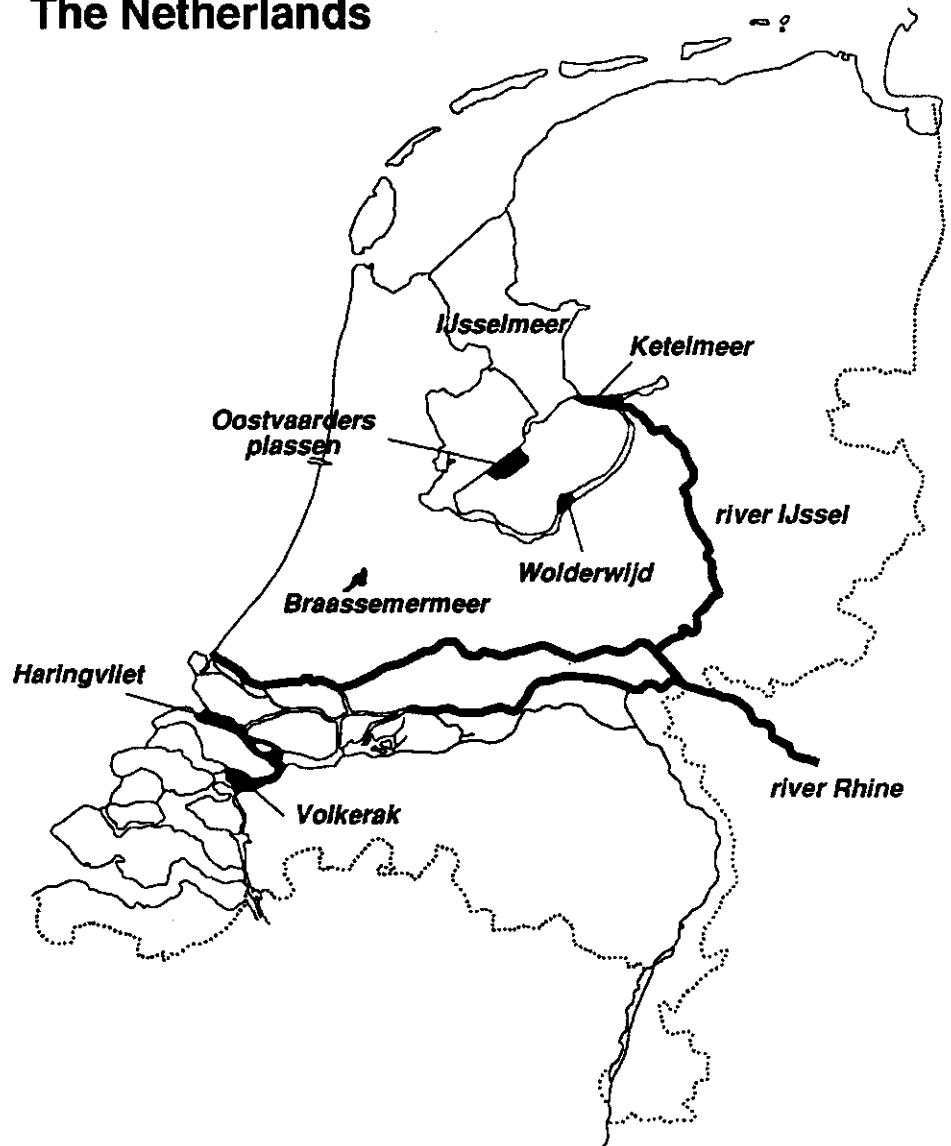 The Netherlands
IJsselmeer
Ketelmeer
Oostvaarders
plassen
river IJssel
Wolderwijd
Braassemermeer
Haringvliet
river Rhine
Volkerak